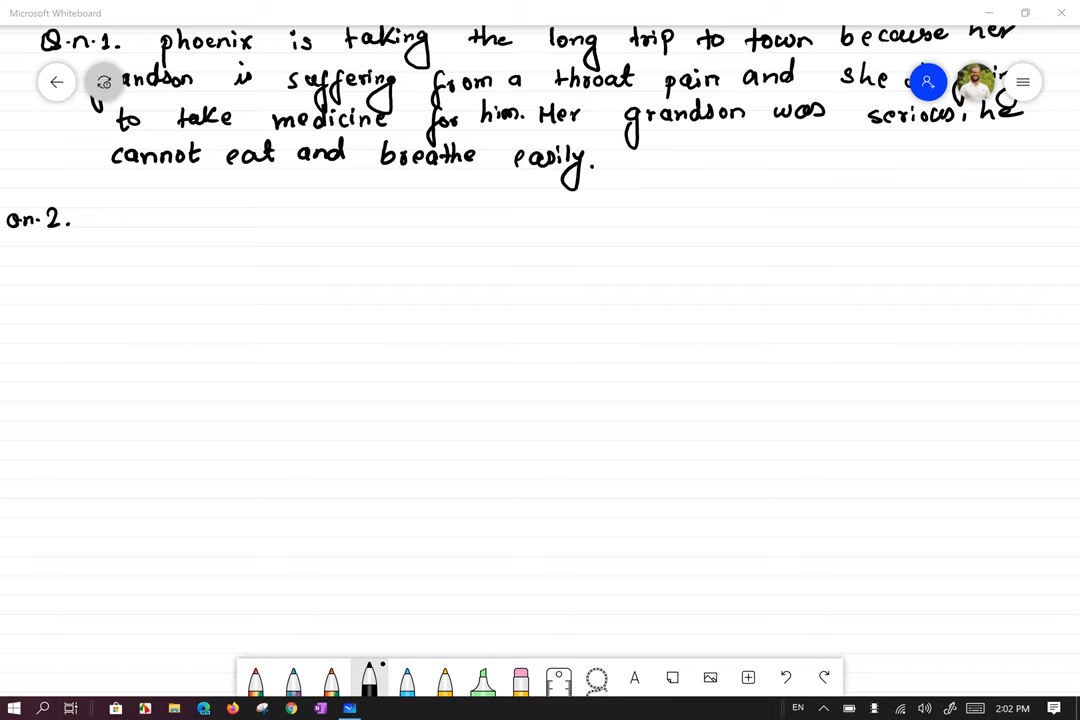 Microsoft Whiteboard
Q.n.1. phoenix is taking the long trip to town because her
is suffering from a throat pain and she
to take medicine for him. Her grandson was serious, he
cannot eat and breathe easily.
Qn. 2.
A
EN
2:02 PM